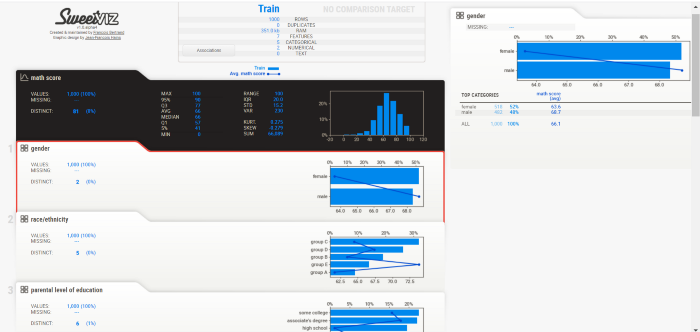 SweetVIZ
Created & maintained by Francois Bertrand
Graphic design by Jean-Francois Hains
Train
NO COMPARISON TARGET
1000 ROWS
0 DUPLICATES
RAM
7 FEATURES
5 CATEGORICAL
2 NUMERICAL
0 TEXT
Associations
Train
Avg. math score
math score
VALUES: 1,000 (100%)
MISSING: ---
DISTINCT: 81 (8%)
MAX 100
95% 90
Q3 77
AVG 66
MEDIAN 66
Q1 57
5% 41
MIN 0
RANGE 100
IQR 20.0
STD 15.2
VAR 230
KURT. 0.275
SKEW -0.279
SUM 66,089
20%
10%
0%
-20 0 20 40 60 80 100 120
1
gender
VALUES: 1,000 (100%)
MISSING: ---
DISTINCT: 2 (0%)
0% 10% 20% 30% 40% 50%
female
male
64.0 65.0 66.0 67.0 68.0
2
race/ethnicity
VALUES: 1,000 (100%)
MISSING: ---
DISTINCT: 5 (0%)
0% 10% 20% 30%
group C
group D
group B
group E
group A
62.5 65.0 67.5 70.0 72.5
3
parental level of education
VALUES: 1,000 (100%)
MISSING: ---
DISTINCT: 6 (1%)
0% 5% 10% 15% 20%
some college
associate's degree
high school
gender
MISSING: ---
0% 10% 20% 30% 40% 50%
female
male
64.0 65.0 66.0 67.0 68.0
TOP CATEGORIES
math score
(avg)
female 518 52% 63.6
male 482 48% 68.7
ALL 1,000 100% 66.1